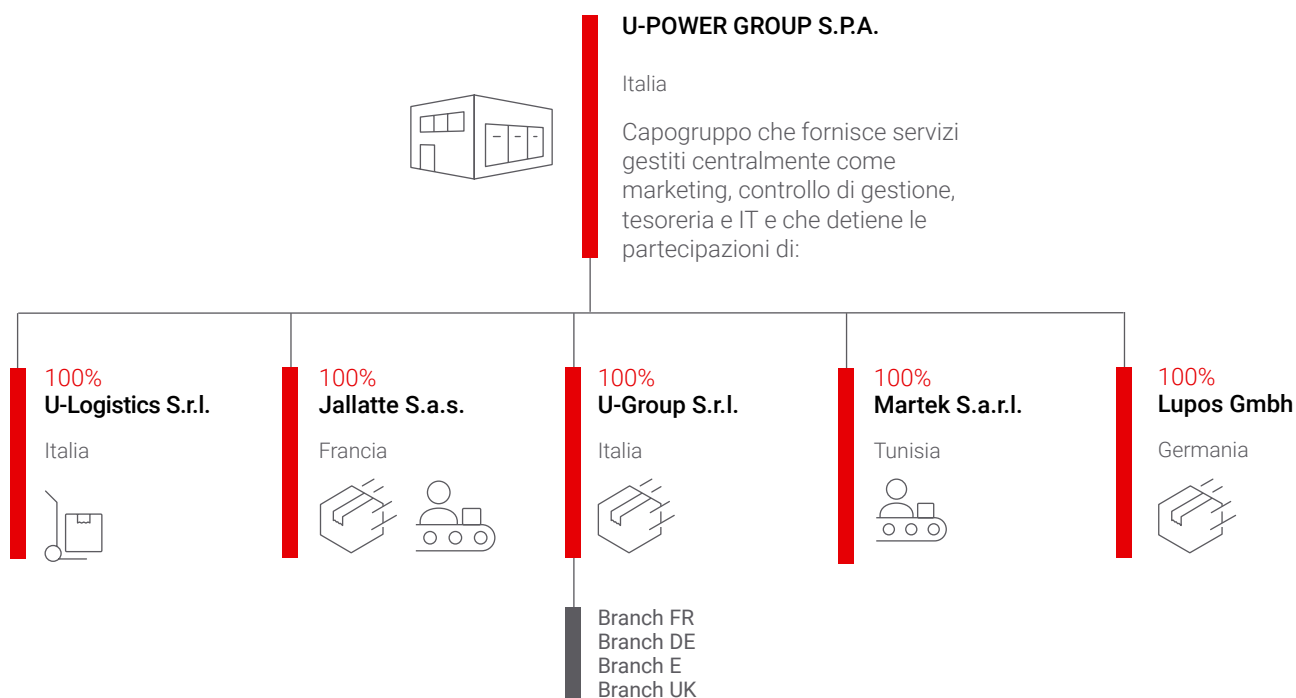 U-POWER GROUP S.P.A.
Italia
Capogruppo che fornisce servizi
gestiti centralmente come
marketing, controllo di gestione,
tesoreria e IT e che detiene le
partecipazioni di:
100%
U-Logistics S.r.l.
Italia
100%
Jallatte S.a.s.
Francia
100%
U-Group S.r.l.
Italia
100%
Martek S.a.r.l.
Tunisia
100%
Lupos Gmbh
Germania
Branch FR
Branch DE
Branch E
Branch UK